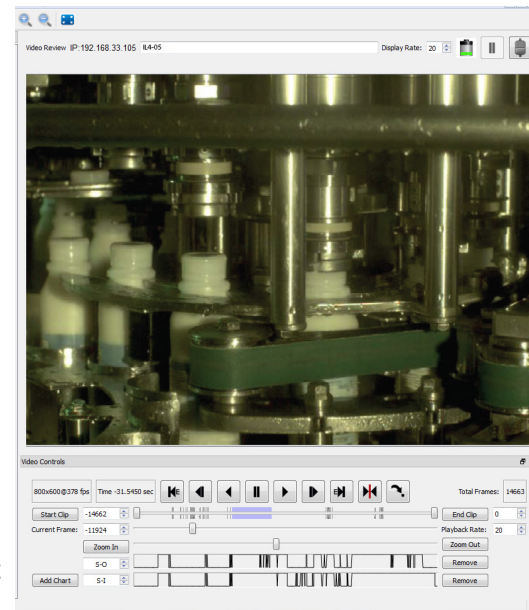 Video Review IP:192.168.33.105 IL4-05 Display Rate: 20
Video Controls
800x600@378 fps Time -31.5450 sec E E Total Frames: 14663
Start Clip -14662 End Clip 0
Current Frame: -11924 Playback Rate: 20
Zoom In Zoom Out
S-O Remove
Add Chart S-I Remove